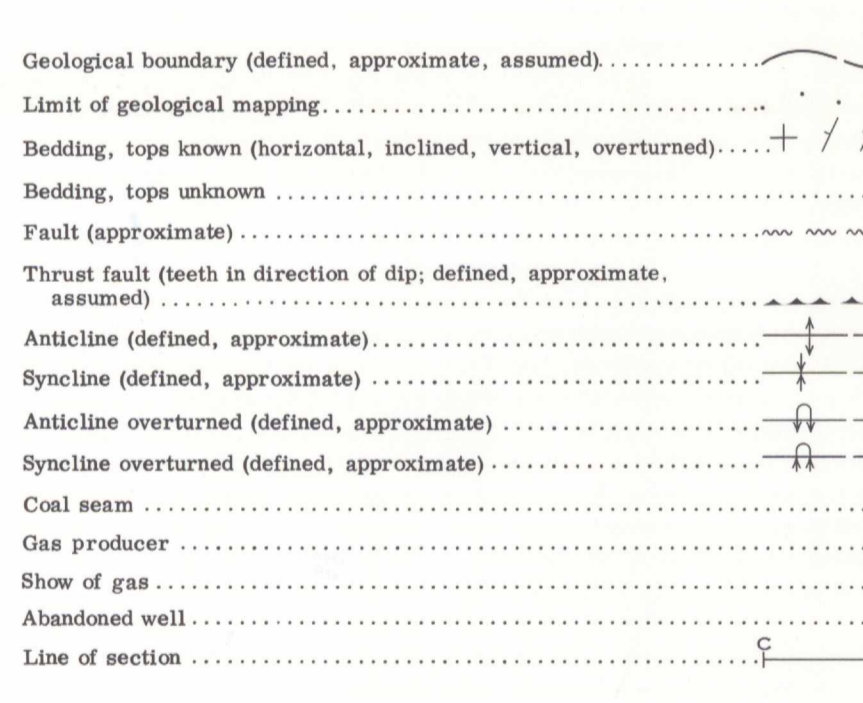 Geological boundary (defined, approximate, assumed)..............
Limit of geological mapping......................................
Bedding, tops known (horizontal, inclined, vertical, overturned).....
Bedding, tops unknown ..................................................
Fault (approximate) .............................................
Thrust fault (teeth in direction of dip; defined, approximate,
assumed) ....................................................
Anticline (defined, approximate)..................................
Syncline (defined, approximate) ..................................
Anticline overturned (defined, approximate) ......................
Syncline overturned (defined, approximate) .......................
Coal seam ..............................................................
Gas producer ...........................................................
Show of gas.............................................................
Abandoned well..........................................................
Line of section ................................................. C